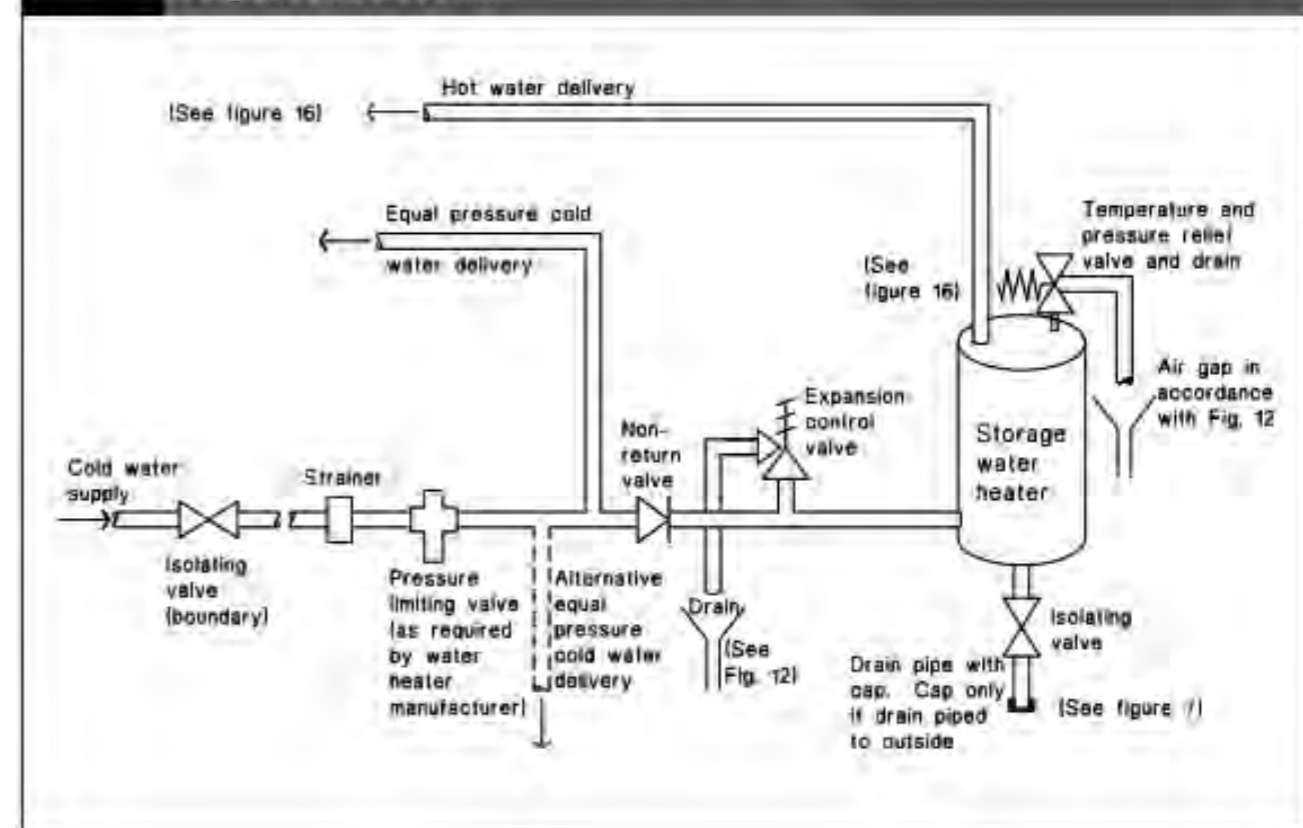 Hot water delivery
(See figure 16)
Equal pressure cold
water delivery
Temperature and
pressure relief
valve and drain
(See
figure 16)
Air gap in
accordance
with Fig. 12
Expansion
control
valve
Non-
return
valve
Storage
water
heater
Cold water
supply
Strainer
Isolating
valve
(boundary)
Pressure
limiting valve
(as required
by water
heater
manufacturer)
Alternative
equal
pressure
cold water
delivery
Drain
(See
Fig. 12)
Isolating
valve
Drain pipe with
cap. Cap only
if drain piped
to outside
(See figure